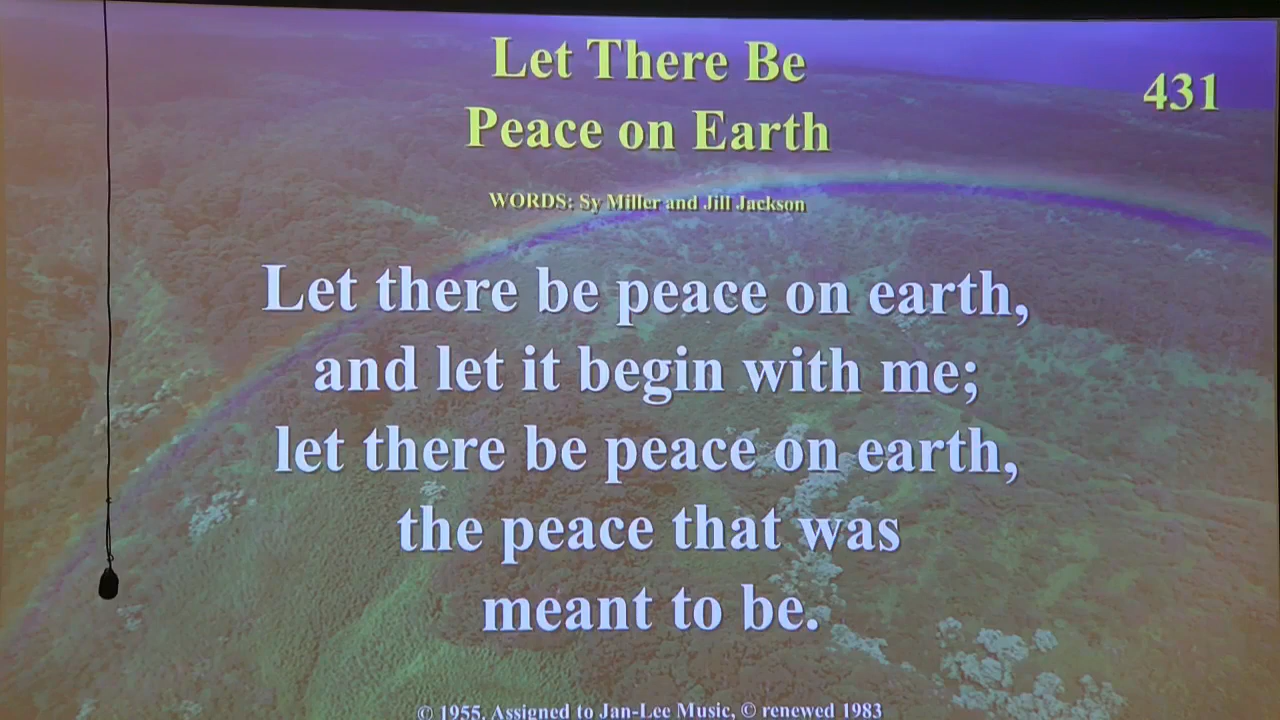 Let There Be
Peace on Earth
431
WORDS: Sy Miller and Jill Jackson
Let there be peace on earth,
and let it begin with me;
let there be peace on earth,
the peace that was
meant to be.
© 1955, Assigned to Jan-Lee Music, © renewed 1983